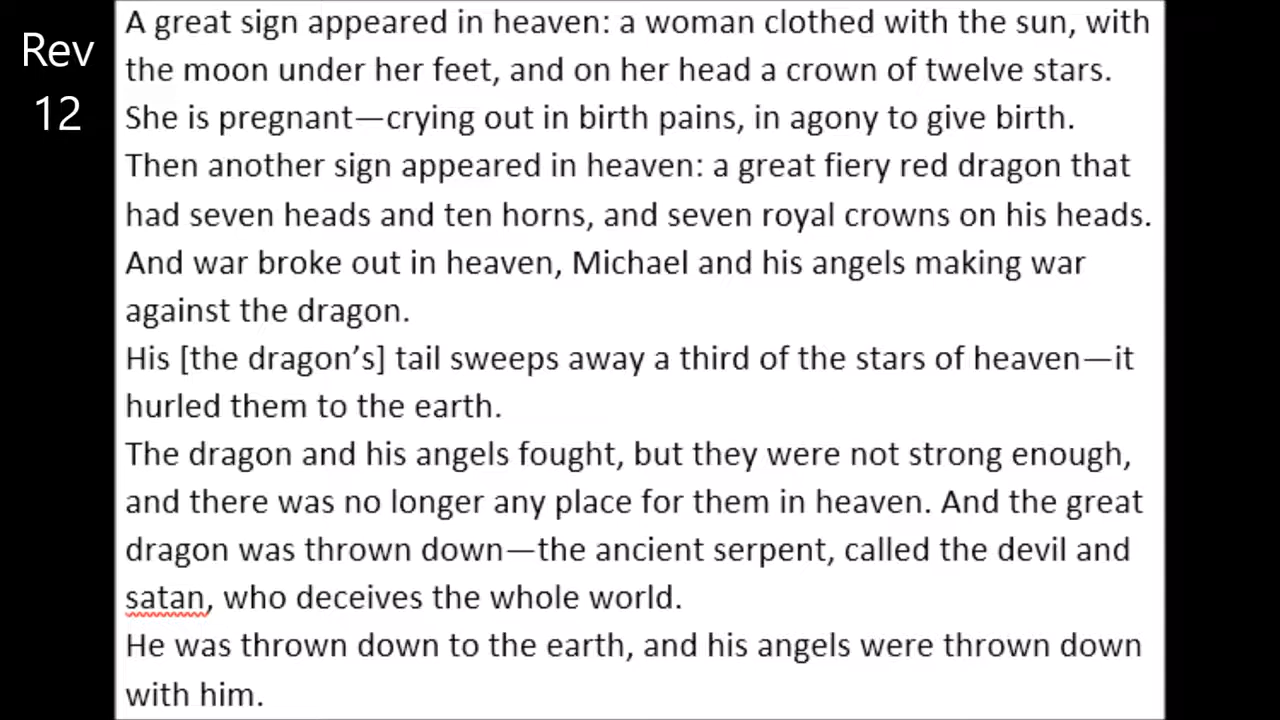 Rev
12
A great sign appeared in heaven: a woman clothed with the sun, with
the moon under her feet, and on her head a crown of twelve stars.
She is pregnant—crying out in birth pains, in agony to give birth.
Then another sign appeared in heaven: a great fiery red dragon that
had seven heads and ten horns, and seven royal crowns on his heads.
And war broke out in heaven, Michael and his angels making war
against the dragon.
His [the dragon’s] tail sweeps away a third of the stars of heaven—it
hurled them to the earth.
The dragon and his angels fought, but they were not strong enough,
and there was no longer any place for them in heaven. And the great
dragon was thrown down—the ancient serpent, called the devil and
satan, who deceives the whole world.
He was thrown down to the earth, and his angels were thrown down
with him.